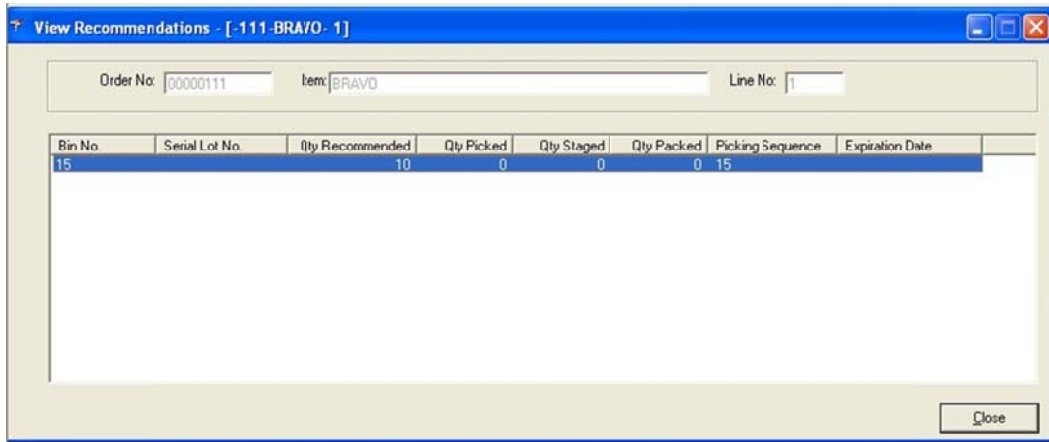 View Recommendations - [-111-BRAVO- 1]
Order No: 00000111 Item: BRAVO Line No: 1
Bin No. Serial Lot No. Qty Recommended Qty Picked Qty Staged Qty Packed Picking Sequence Expiration Date
15 10 0 0 0 15
Close